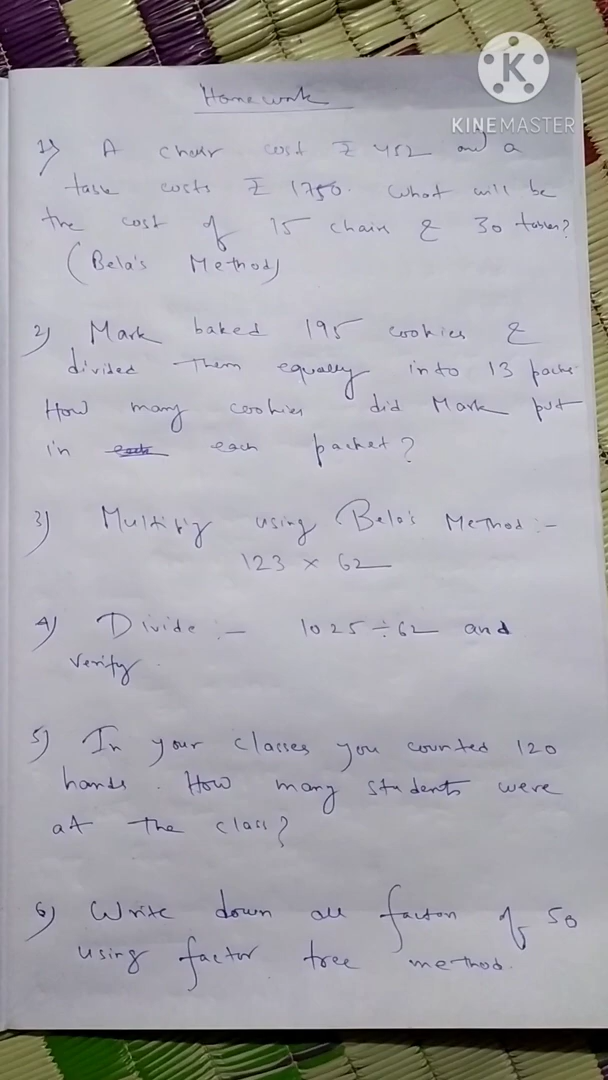 KINEMASTER
Homework
1) A chair cost ₹ 452 and a
table costs ₹ 1750. What will be
the cost of 15 chairs & 30 tables?
(Bela's Method)
2) Mark baked 195 cookies &
divided them equally into 13 packs.
How many cookies did Mark put
in each packet?
3) Multiply using Bela's Method :-
123 × 62
4) Divide :- 1025 ÷ 62 and
verify.
5) In your classes you counted 120
hands. How many students were
at the class?
6) Write down all factors of 50
using factor tree method.